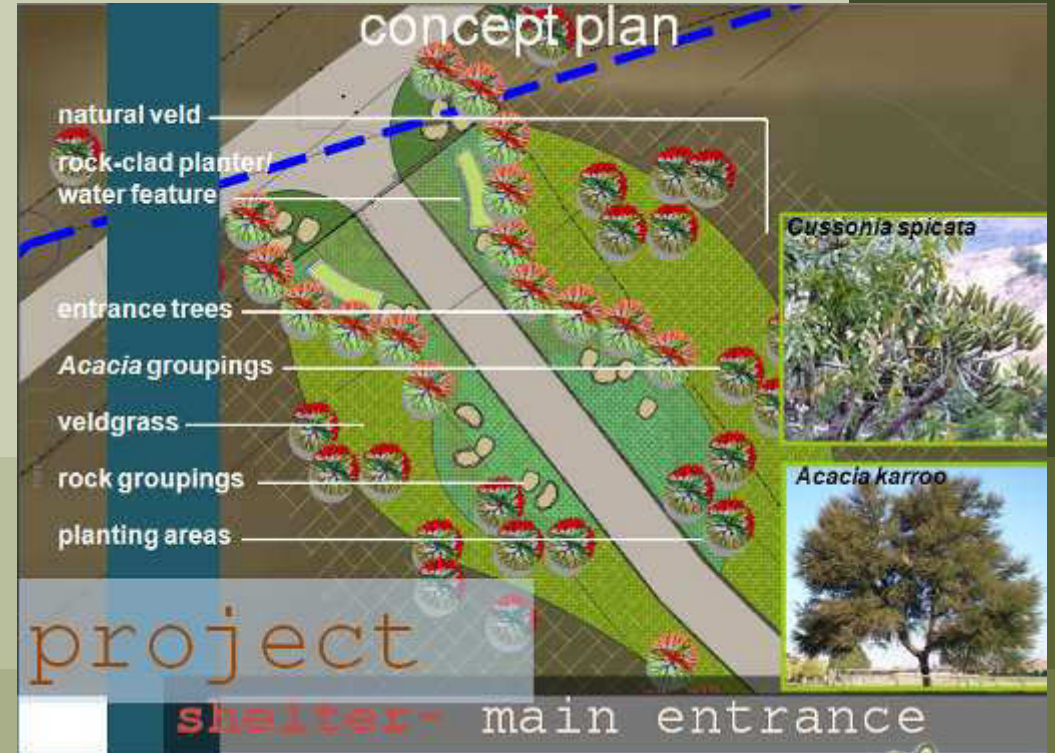 concept plan
natural veld
rock-clad planter/
water feature
entrance trees
Acacia groupings
veldgrass
rock groupings
planting areas
Cussonia spicata
Acacia karroo
project
shelter- main entrance